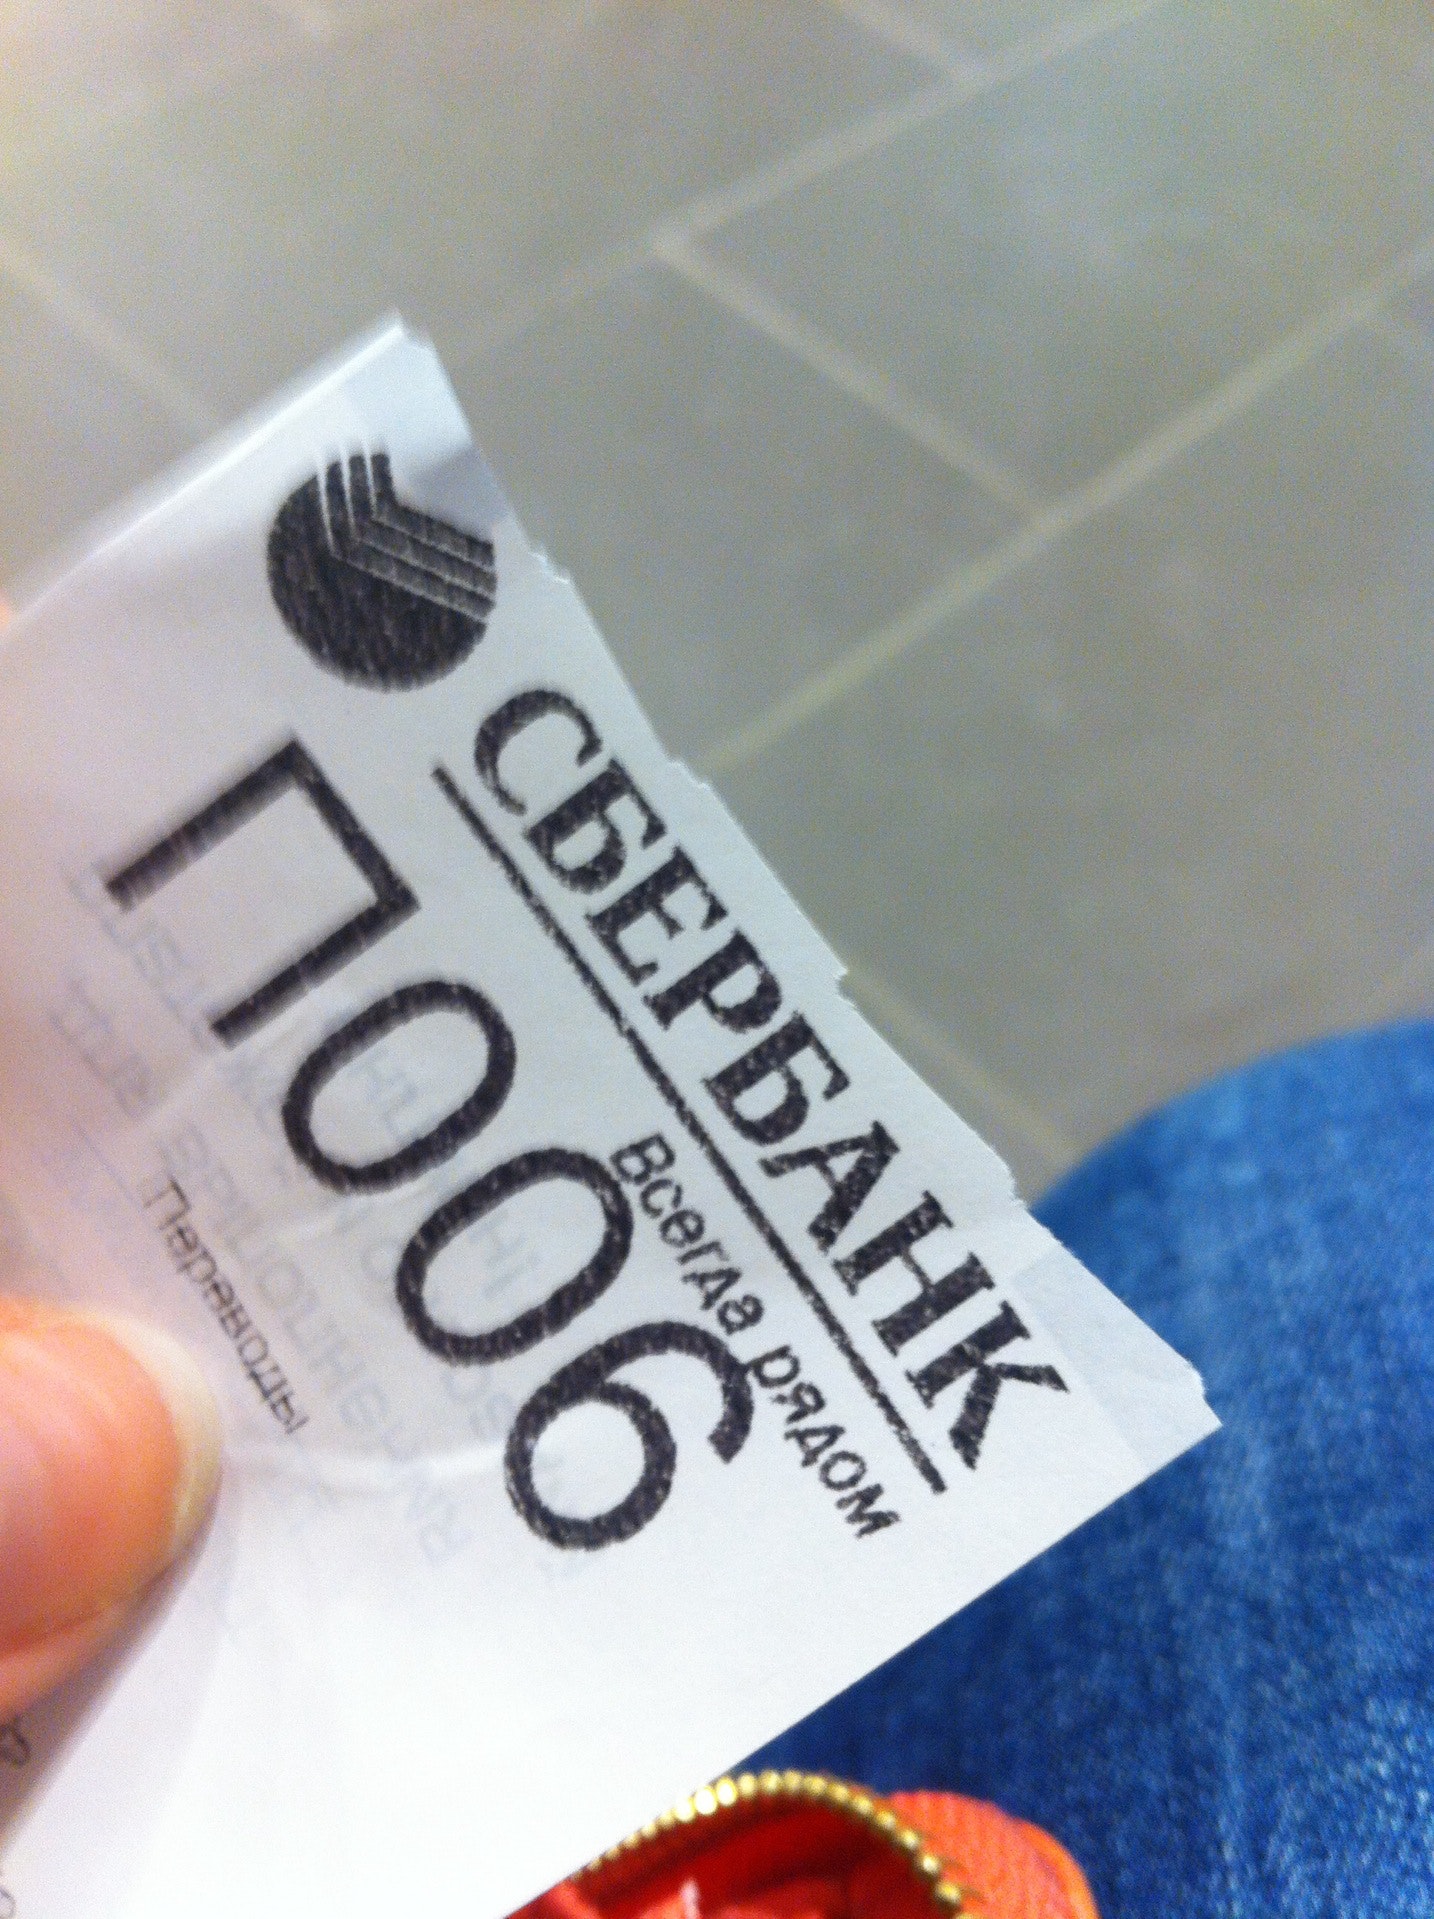 СБЕРБАНК
Всегда рядом
П006
Переводы